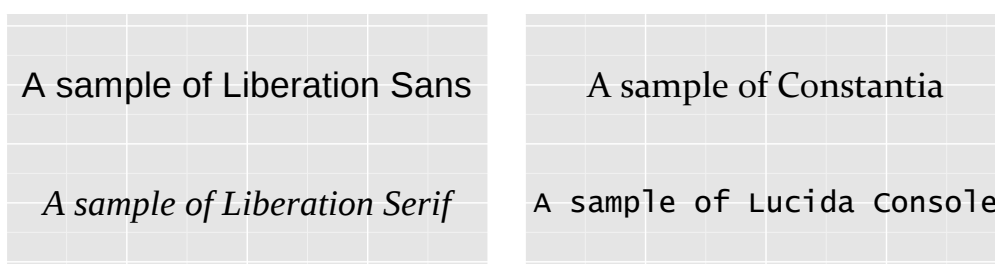 A sample of Liberation Sans
A sample of Liberation Serif
A sample of Constantia
A sample of Lucida Console